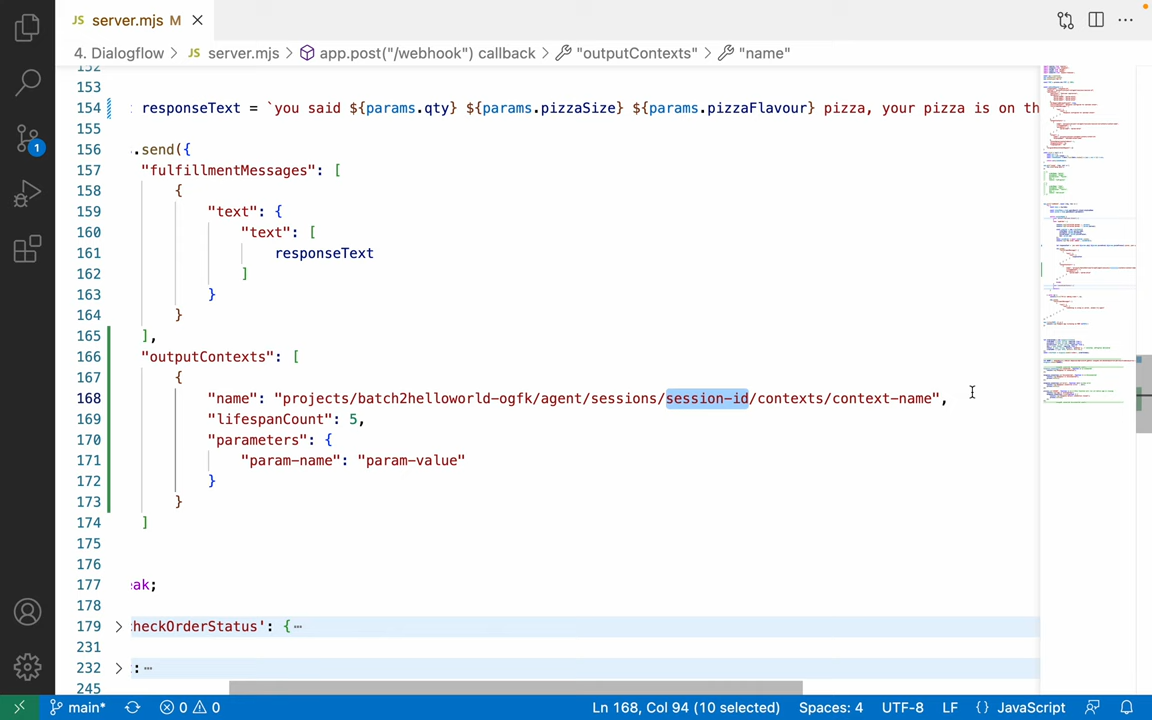 JS server.mjs M
4. Dialogflow > JS server.mjs > app.post("/webhook") callback > "outputContexts" > "name"
152
153
154 responseText = `you said ${params.qty} ${params.pizzaSize} ${params.pizzaFlavour} pizza, your pizza is on th
155
156 .send({
157 "fulfillmentMessages": [
158 {
159 "text": {
160 "text": [
161 responseText
162 ]
163 }
164 }
165 ],
166 "outputContexts": [
167 {
168 "name": "projects/batch2helloworld-ogfk/agent/sessions/session-id/contexts/context-name",
169 "lifespanCount": 5,
170 "parameters": {
171 "param-name": "param-value"
172 }
173 }
174 ]
175
176
177 ak;
178
179 heckOrderStatus': {
231
232 :
245
1
main* 0 0 Ln 168, Col 94 (10 selected) Spaces: 4 UTF-8 LF {} JavaScript